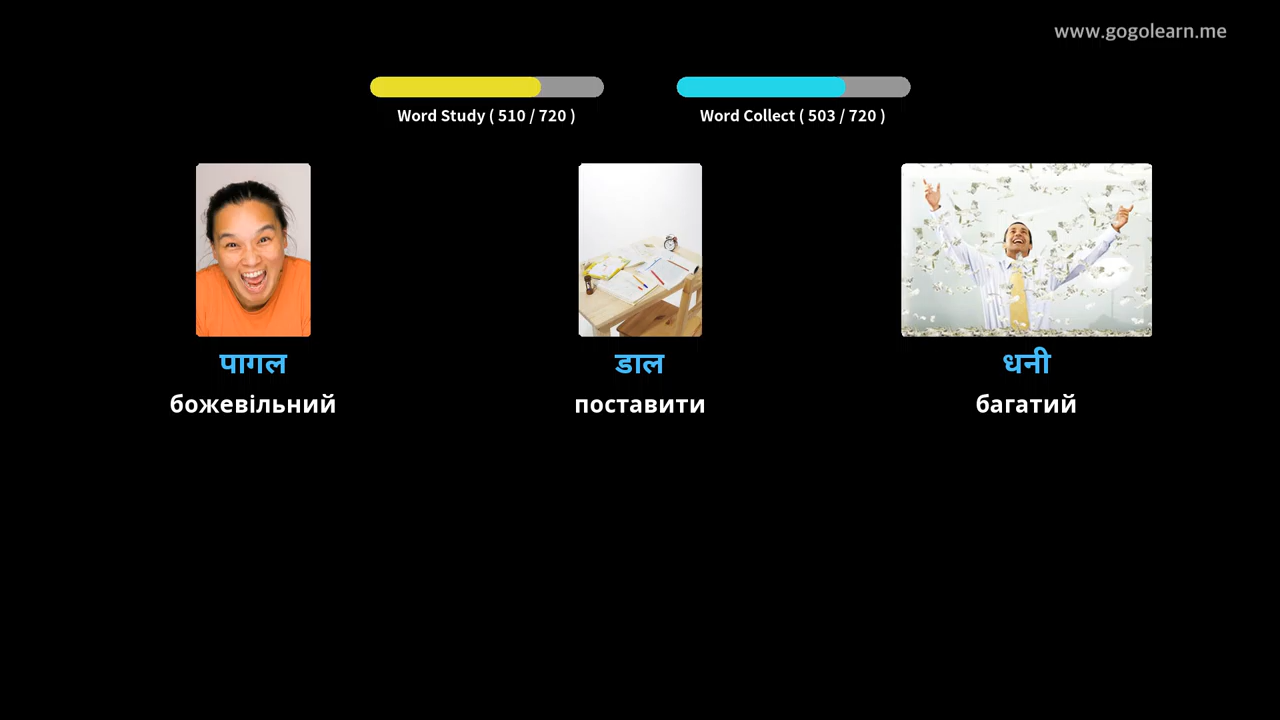 www.gogolearn.me
Word Study ( 510 / 720 )
Word Collect ( 503 / 720 )
पागल
डाल
धनी
божевільний
поставити
багатий